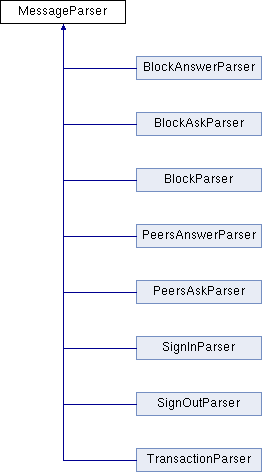 MessageParser
BlockAnswerParser
BlockAskParser
BlockParser
PeersAnswerParser
PeersAskParser
SignInParser
SignOutParser
TransactionParser